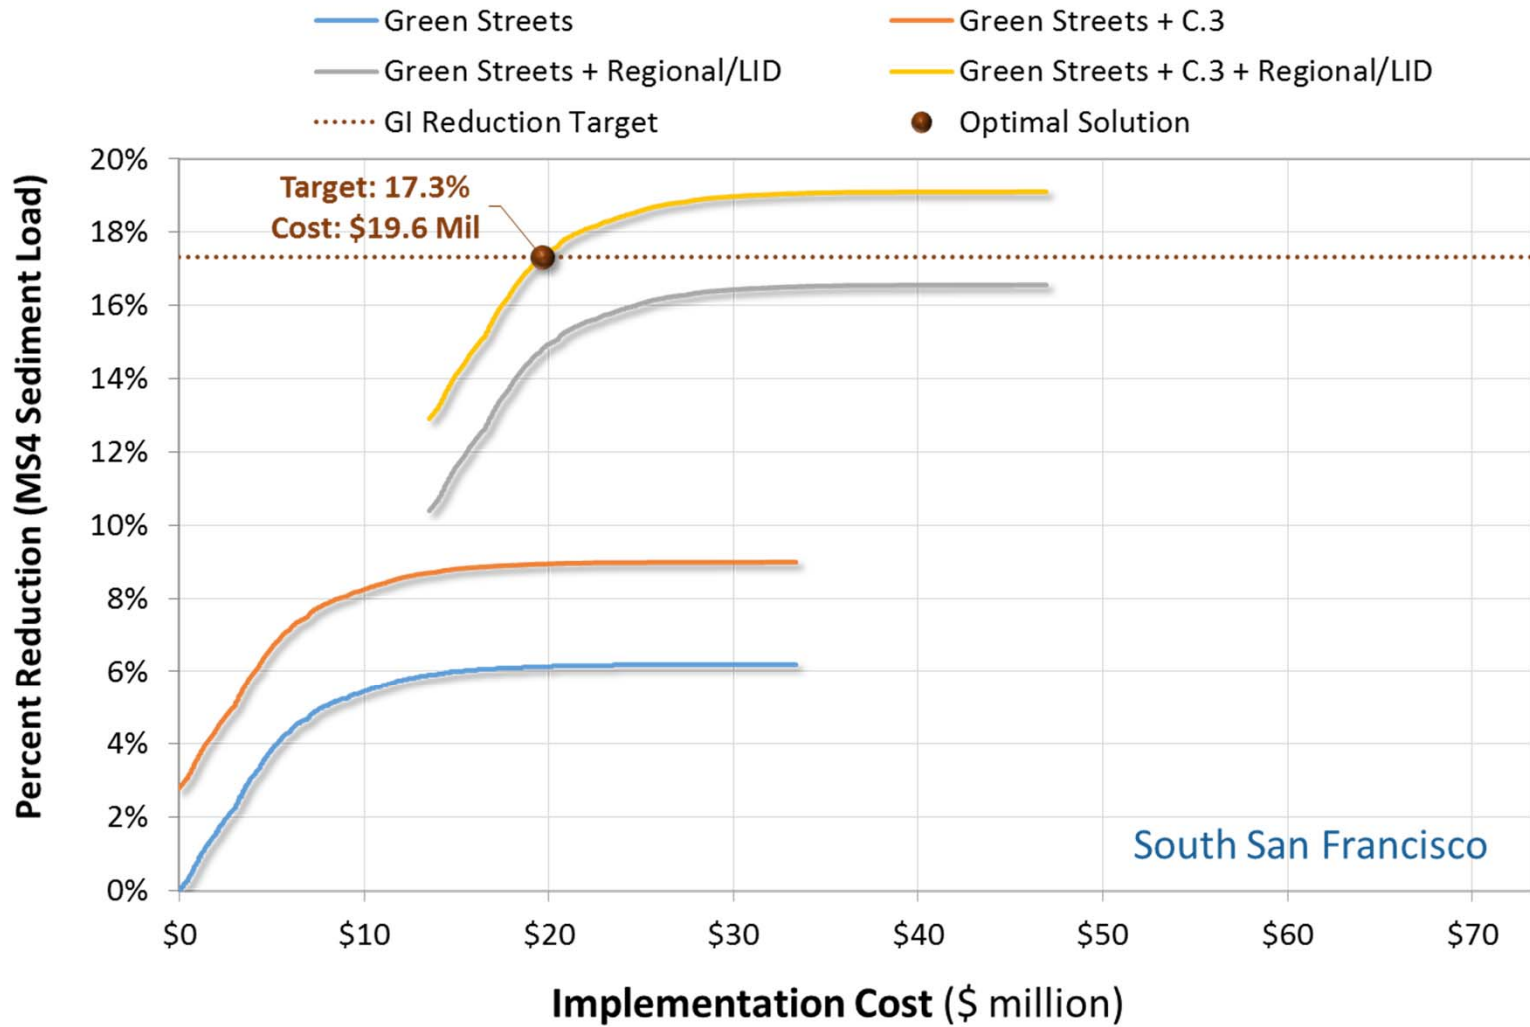 Green Streets
Green Streets + C.3
Green Streets + Regional/LID
Green Streets + C.3 + Regional/LID
GI Reduction Target
Optimal Solution
Percent Reduction (MS4 Sediment Load)
20%
18%
16%
14%
12%
10%
8%
6%
4%
2%
0%
Target: 17.3%
Cost: $19.6 Mil
South San Francisco
$0
$10
$20
$30
$40
$50
$60
$70
Implementation Cost ($ million)